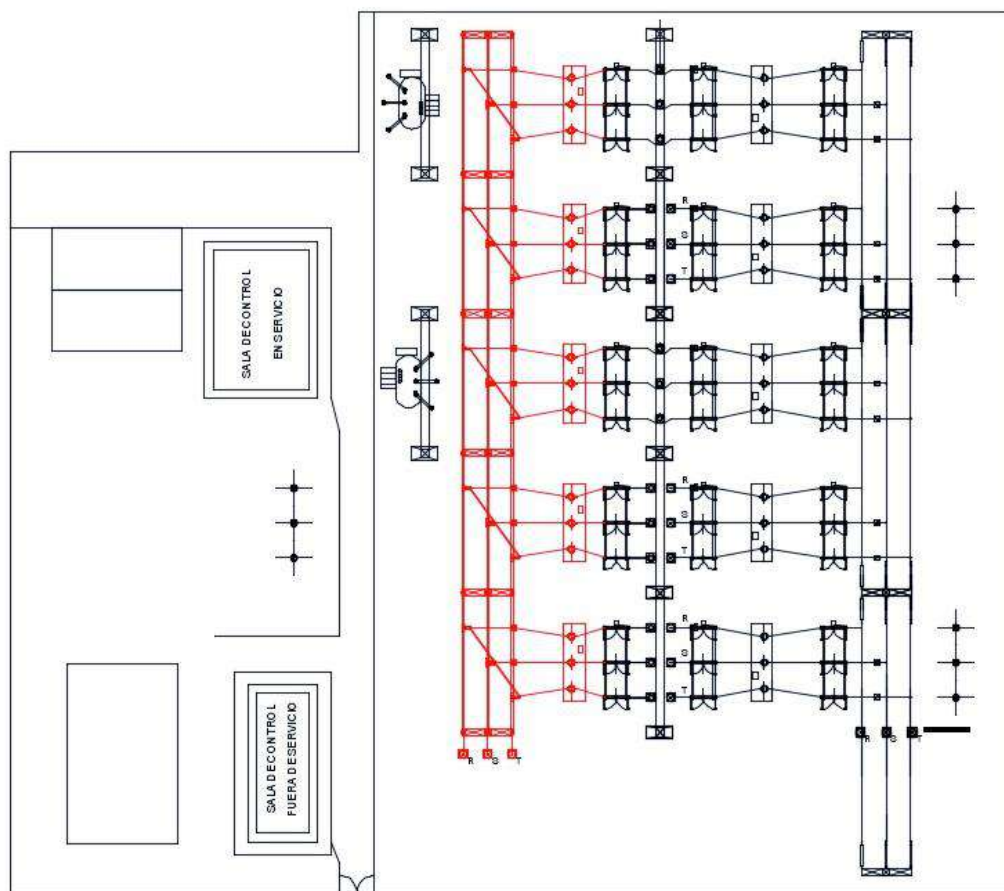 SALA DE CONTROL
EN SERVICIO
SALA DE CONTROL
FUERA DE SERVICIO
R
S
T
R
S
T
R
S
T
R
S
T
R
S
T